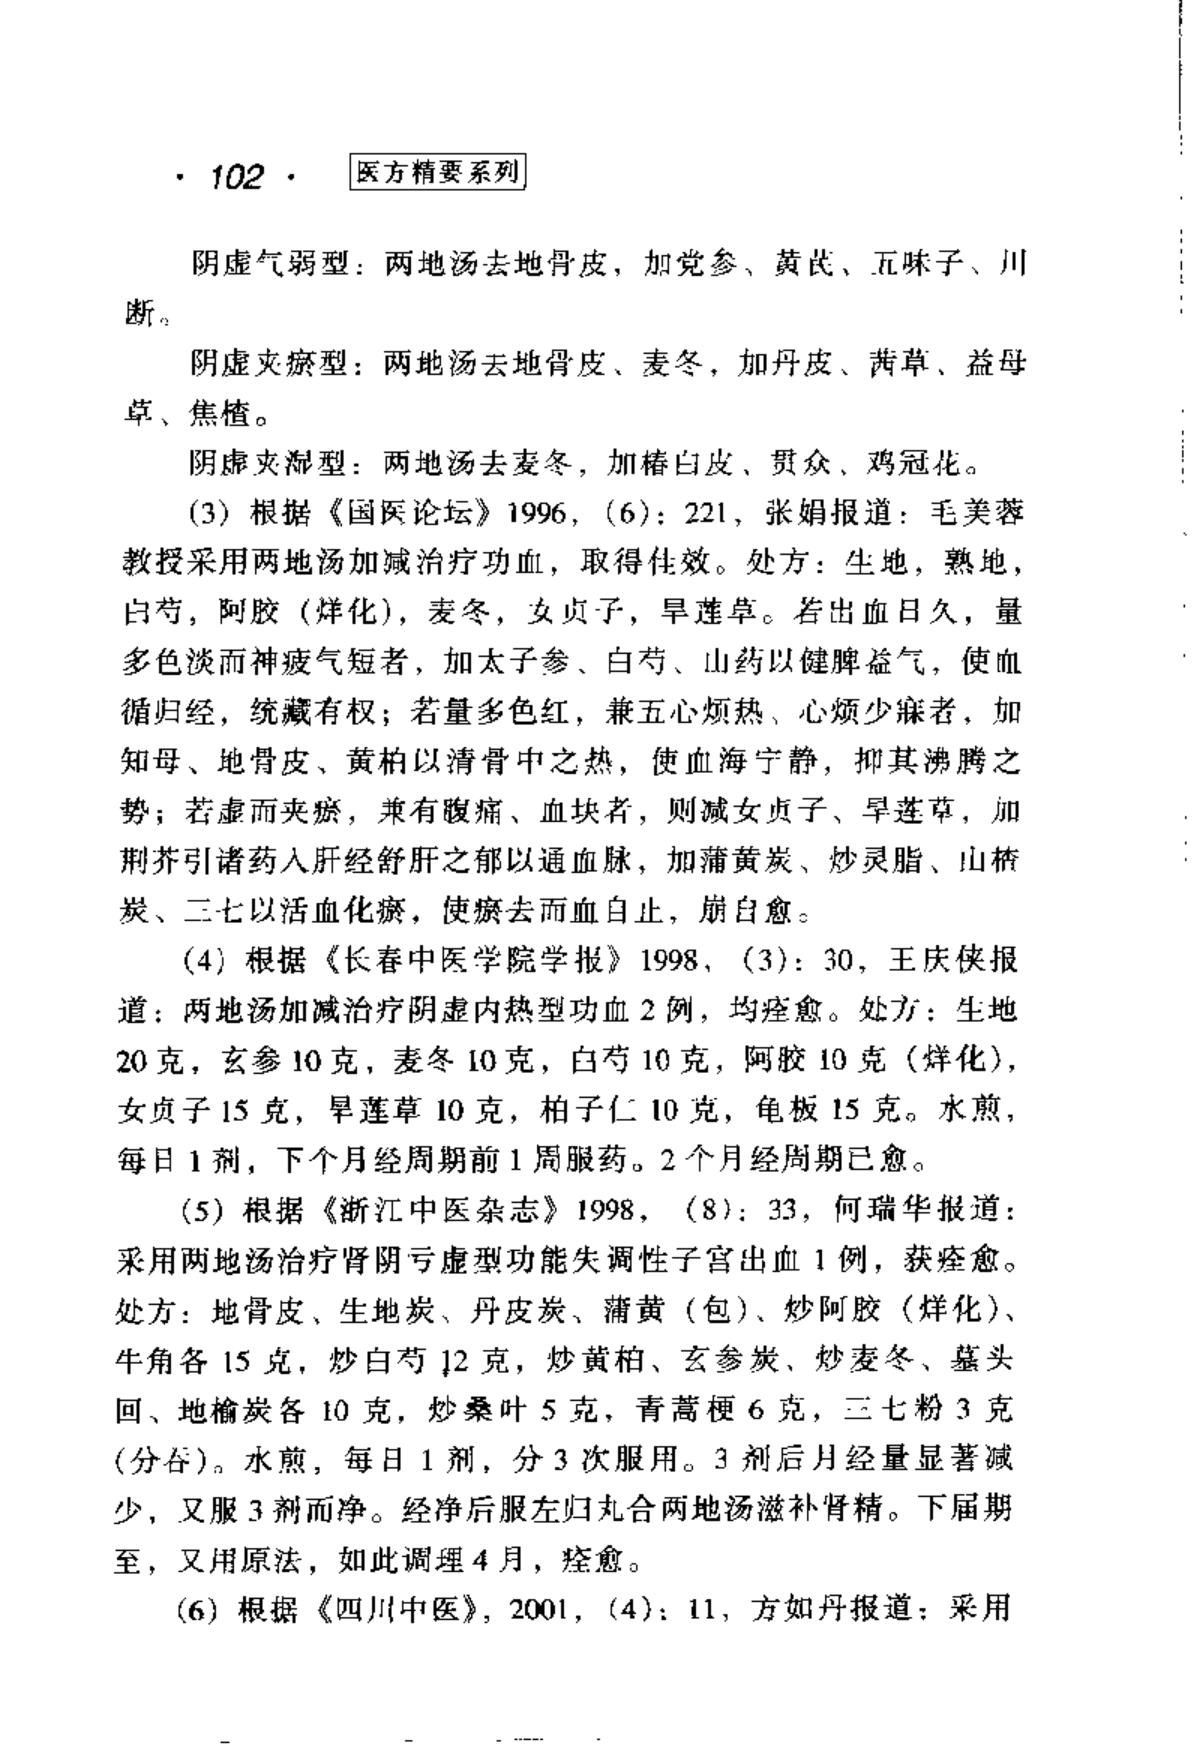 · 102 · 医方精要系列
阴虚气弱型：两地汤去地骨皮，加党参、黄芪、五味子、川
断。
阴虚夹瘀型：两地汤去地骨皮、麦冬，加丹皮、茜草、益母
草、焦楂。
阴虚夹湿型：两地汤去麦冬，加椿白皮、贯众、鸡冠花。
(3) 根据《国医论坛》1996，(6)：221，张娟报道：毛美蓉
教授采用两地汤加减治疗功血，取得佳效。处方：生地，熟地，
白芍，阿胶（烊化），麦冬，女贞子，旱莲草。若出血日久，量
多色淡而神疲气短者，加太子参、白芍、山药以健脾益气，使血
循归经，统藏有权；若量多色红，兼五心烦热、心烦少寐者，加
知母、地骨皮、黄柏以清骨中之热，使血海宁静，抑其沸腾之
势；若虚而夹瘀，兼有腹痛、血块者，则减女贞子、旱莲草，加
荆芥引诸药入肝经舒肝之郁以通血脉，加蒲黄炭、炒灵脂、山楂
炭、三七以活血化瘀，使瘀去而血自止，崩自愈。
(4) 根据《长春中医学院学报》1998，(3)：30，王庆侠报
道：两地汤加减治疗阴虚内热型功血 2 例，均痊愈。处方：生地
20 克，玄参 10 克，麦冬 10 克，白芍 10 克，阿胶 10 克（烊化），
女贞子 15 克，旱莲草 10 克，柏子仁 10 克，龟板 15 克。水煎，
每日 1 剂，下个月经周期前 1 周服药。2 个月经周期已愈。
(5) 根据《浙江中医杂志》1998，(8)：33，何瑞华报道：
采用两地汤治疗肾阴亏虚型功能失调性子宫出血 1 例，获痊愈。
处方：地骨皮、生地炭、丹皮炭、蒲黄（包）、炒阿胶（烊化）、
牛角各 15 克，炒白芍 12 克，炒黄柏、玄参炭、炒麦冬、墓头
回、地榆炭各 10 克，炒桑叶 5 克，青蒿梗 6 克，三七粉 3 克
（分吞）。水煎，每日 1 剂，分 3 次服用。3 剂后月经量显著减
少，又服 3 剂而净。经净后服左归丸合两地汤滋补肾精。下届期
至，又用原法，如此调理 4 月，痊愈。
(6) 根据《四川中医》，2001，(4)：11，方如丹报道：采用